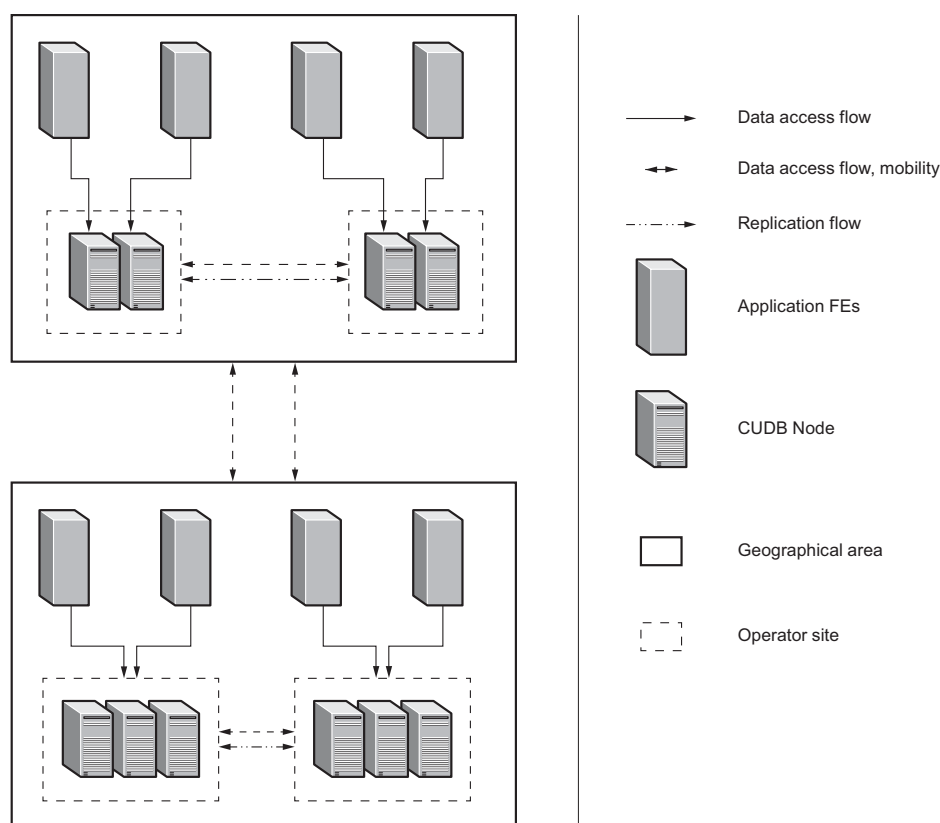 Data access flow
Data access flow, mobility
Replication flow
Application FEs
CUDB Node
Geographical area
Operator site